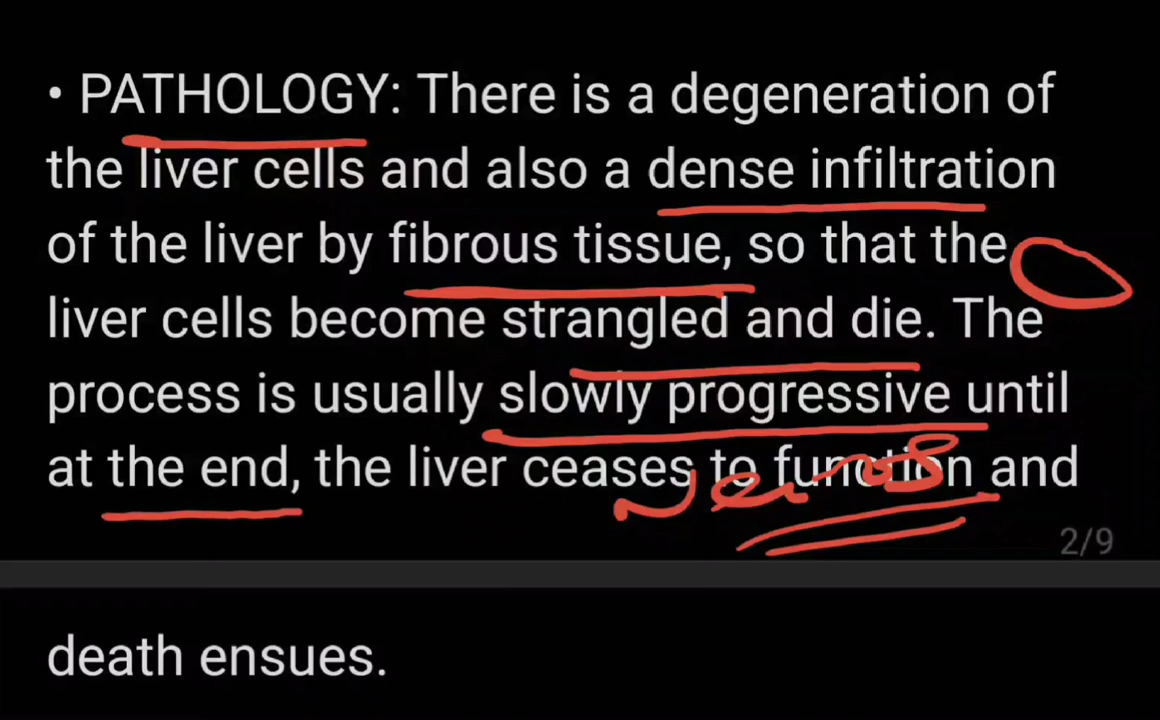 • PATHOLOGY: There is a degeneration of
the liver cells and also a dense infiltration
of the liver by fibrous tissue, so that the
liver cells become strangled and die. The
process is usually slowly progressive until
at the end, the liver ceases to function and
2/9
death ensues.